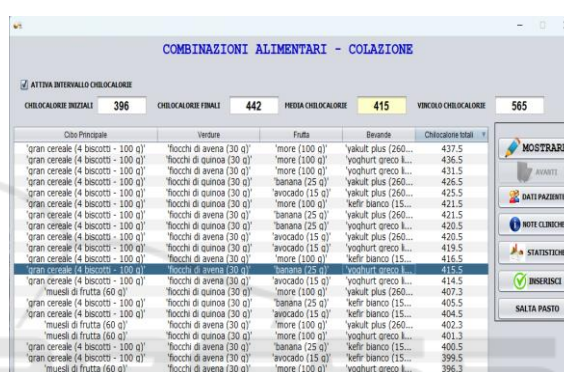 COMBINAZIONI ALIMENTARI - COLAZIONE
ATTIVA INTERVALLO CHILOCALORIE
CHILOCALORIE INIZIALI 396 CHILOCALORIE FINALI 442 MEDIA CHILOCALORIE 415 VINCOLO CHILOCALORIE 565
Cibo Principale Verdure Frutta Bevande Chilocalorie totali
'gran cereale (4 biscotti - 100 g)' 'fiocchi di avena (30 g)' 'more (100 g)' 'yakult plus (260... 437.5
'gran cereale (4 biscotti - 100 g)' 'fiocchi di quinoa (30 g)' 'more (100 g)' 'yoghurt greco li... 436.5
'gran cereale (4 biscotti - 100 g)' 'fiocchi di avena (30 g)' 'more (100 g)' 'yoghurt greco li... 431.5
'gran cereale (4 biscotti - 100 g)' 'fiocchi di quinoa (30 g)' 'banana (25 g)' 'yakult plus (260... 426.5
'gran cereale (4 biscotti - 100 g)' 'fiocchi di quinoa (30 g)' 'avocado (15 g)' 'yakult plus (260... 425.5
'gran cereale (4 biscotti - 100 g)' 'fiocchi di quinoa (30 g)' 'more (100 g)' 'kefir bianco (15... 421.5
'gran cereale (4 biscotti - 100 g)' 'fiocchi di avena (30 g)' 'banana (25 g)' 'yakult plus (260... 421.5
'gran cereale (4 biscotti - 100 g)' 'fiocchi di quinoa (30 g)' 'banana (25 g)' 'yoghurt greco li... 420.5
'gran cereale (4 biscotti - 100 g)' 'fiocchi di avena (30 g)' 'avocado (15 g)' 'yakult plus (260... 420.5
'gran cereale (4 biscotti - 100 g)' 'fiocchi di quinoa (30 g)' 'avocado (15 g)' 'yoghurt greco li... 419.5
'gran cereale (4 biscotti - 100 g)' 'fiocchi di avena (30 g)' 'more (100 g)' 'kefir bianco (15... 416.5
'gran cereale (4 biscotti - 100 g)' 'fiocchi di avena (30 g)' 'banana (25 g)' 'yoghurt greco li... 415.5
'gran cereale (4 biscotti - 100 g)' 'fiocchi di avena (30 g)' 'avocado (15 g)' 'yoghurt greco li... 414.5
'muesli di frutta (60 g)' 'fiocchi di quinoa (30 g)' 'more (100 g)' 'yakult plus (260... 407.3
'gran cereale (4 biscotti - 100 g)' 'fiocchi di quinoa (30 g)' 'banana (25 g)' 'kefir bianco (15... 405.5
'gran cereale (4 biscotti - 100 g)' 'fiocchi di quinoa (30 g)' 'avocado (15 g)' 'kefir bianco (15... 404.5
'muesli di frutta (60 g)' 'fiocchi di avena (30 g)' 'more (100 g)' 'yakult plus (260... 402.3
'muesli di frutta (60 g)' 'fiocchi di quinoa (30 g)' 'more (100 g)' 'yoghurt greco li... 401.3
'gran cereale (4 biscotti - 100 g)' 'fiocchi di avena (30 g)' 'banana (25 g)' 'kefir bianco (15... 400.5
'gran cereale (4 biscotti - 100 g)' 'fiocchi di avena (30 g)' 'avocado (15 g)' 'kefir bianco (15... 399.5
'muesli di frutta (60 g)' 'fiocchi di avena (30 g)' 'more (100 g)' 'yoghurt greco li... 396.3
MOSTRARE
AVANTI
DATI PAZIENTE
NOTE CLINICHE
STATISTICHE
INSERISCI
SALTA PASTO